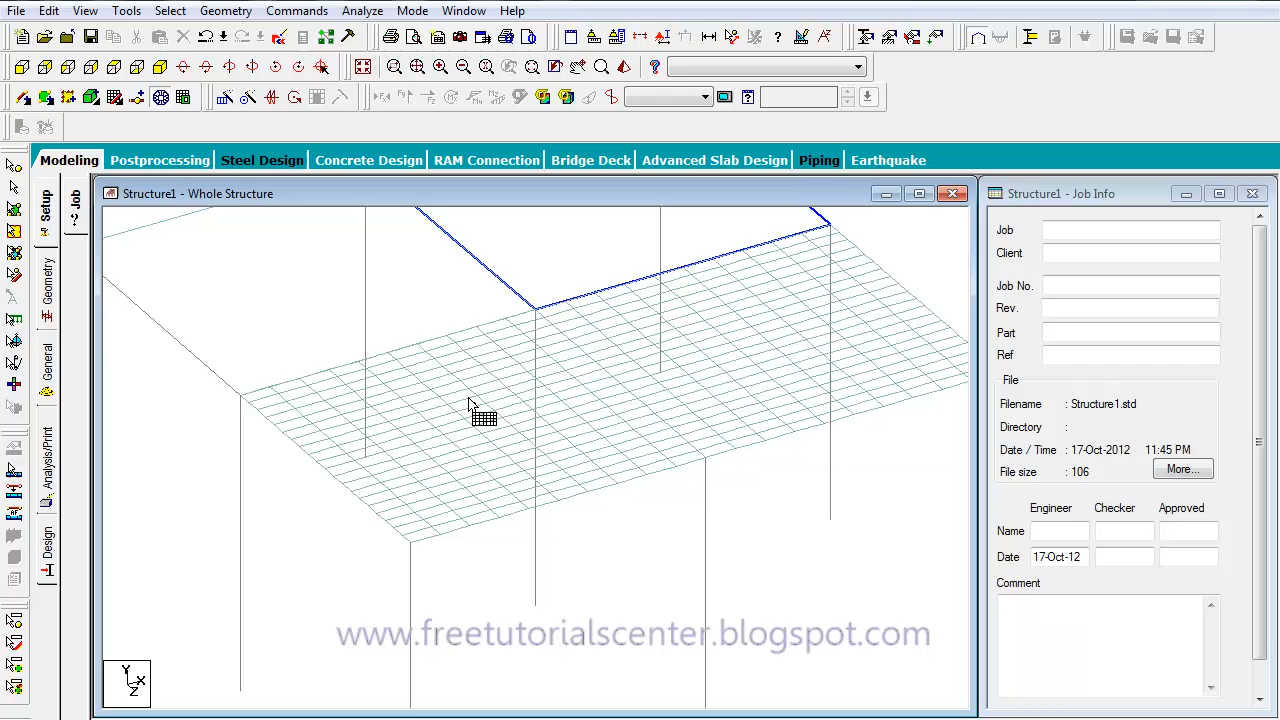 File Edit View Tools Select Geometry Commands Analyze Mode Window Help
Modeling Postprocessing Steel Design Concrete Design RAM Connection Bridge Deck Advanced Slab Design Piping Earthquake
Setup
Geometry
General
Analysis/Print
Design
? Job
Structure1 - Whole Structure
www.freetutorialscenter.blogspot.com
Y
X
Z
Structure1 - Job Info
Job
Client
Job No.
Rev.
Part
Ref
File
Filename : Structure1.std
Directory :
Date / Time : 17-Oct-2012 11:45 PM
File size : 106 More...
Engineer Checker Approved
Name
Date 17-Oct-12
Comment